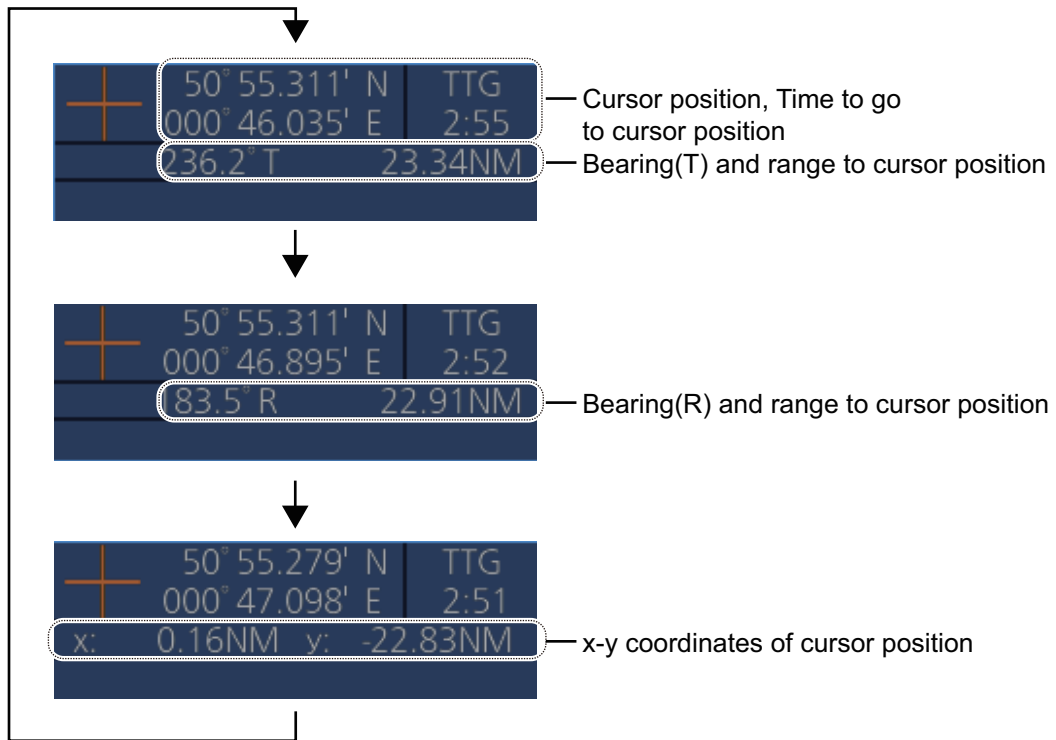 50° 55.311' N TTG
000° 46.035' E 2:55
236.2° T 23.34NM
Cursor position, Time to go
to cursor position
Bearing(T) and range to cursor position
50° 55.311' N TTG
000° 46.895' E 2:52
183.5° R 22.91NM
Bearing(R) and range to cursor position
50° 55.279' N TTG
000° 47.098' E 2:51
x: 0.16NM y: -22.83NM
x-y coordinates of cursor position